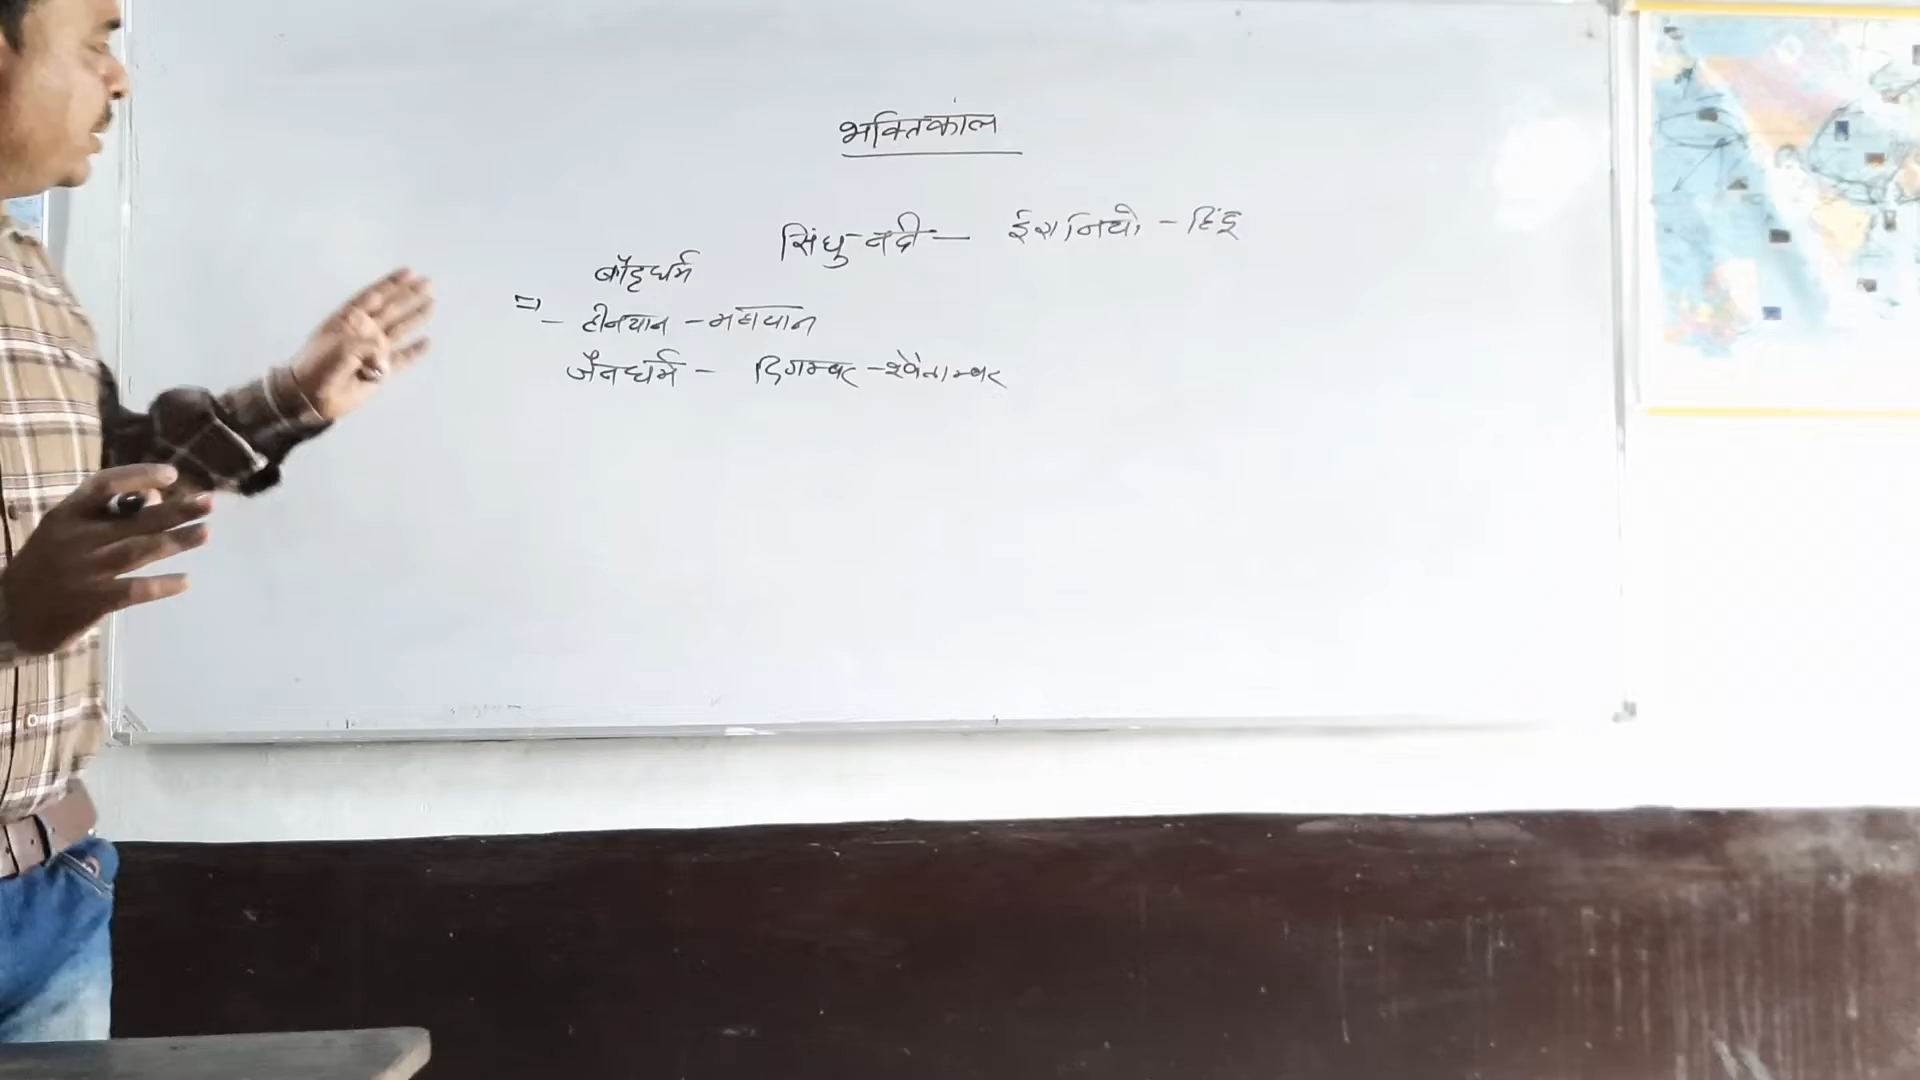 भक्तिकाल
सिंधु नदी — ईरानियो - हिंदू
बौद्धधर्म
= - हीनयान - महायान
जैनधर्म - दिगम्बर - श्वेताम्बर